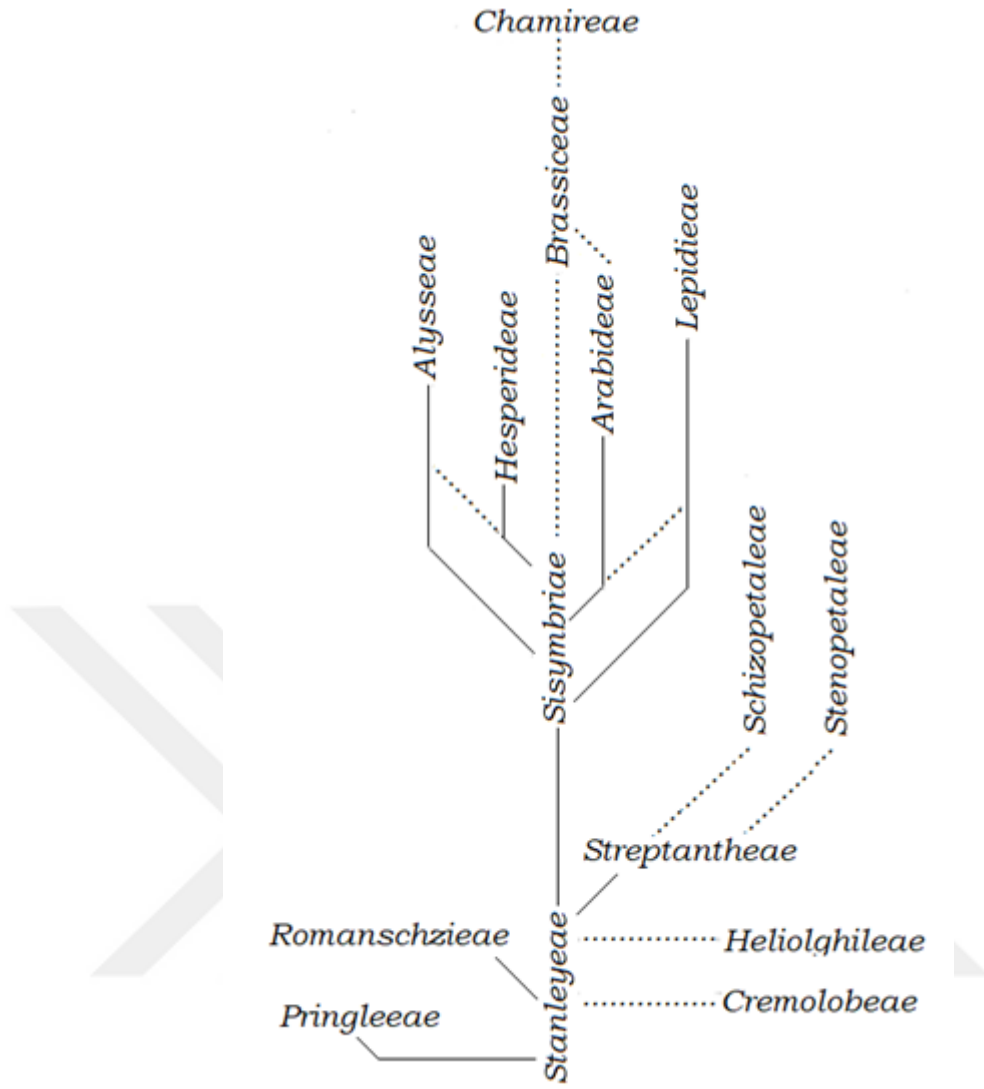 Chamireae
Brassiceae
Lepidieae
Alysseae
Hesperideae
Arabideae
Sisymbriae
Schizopetaleae
Stenopetaleae
Streptantheae
Romanschzieae
Stanleyeae
Heliolghileae
Pringleeae
Cremolobeae